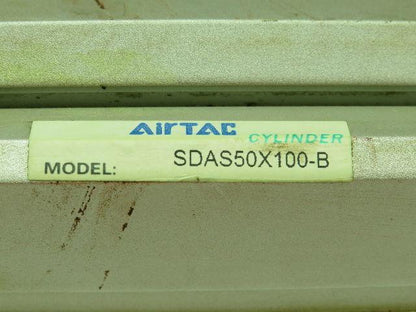 AirTAC
CYLINDER
MODEL: SDAS50X100-B